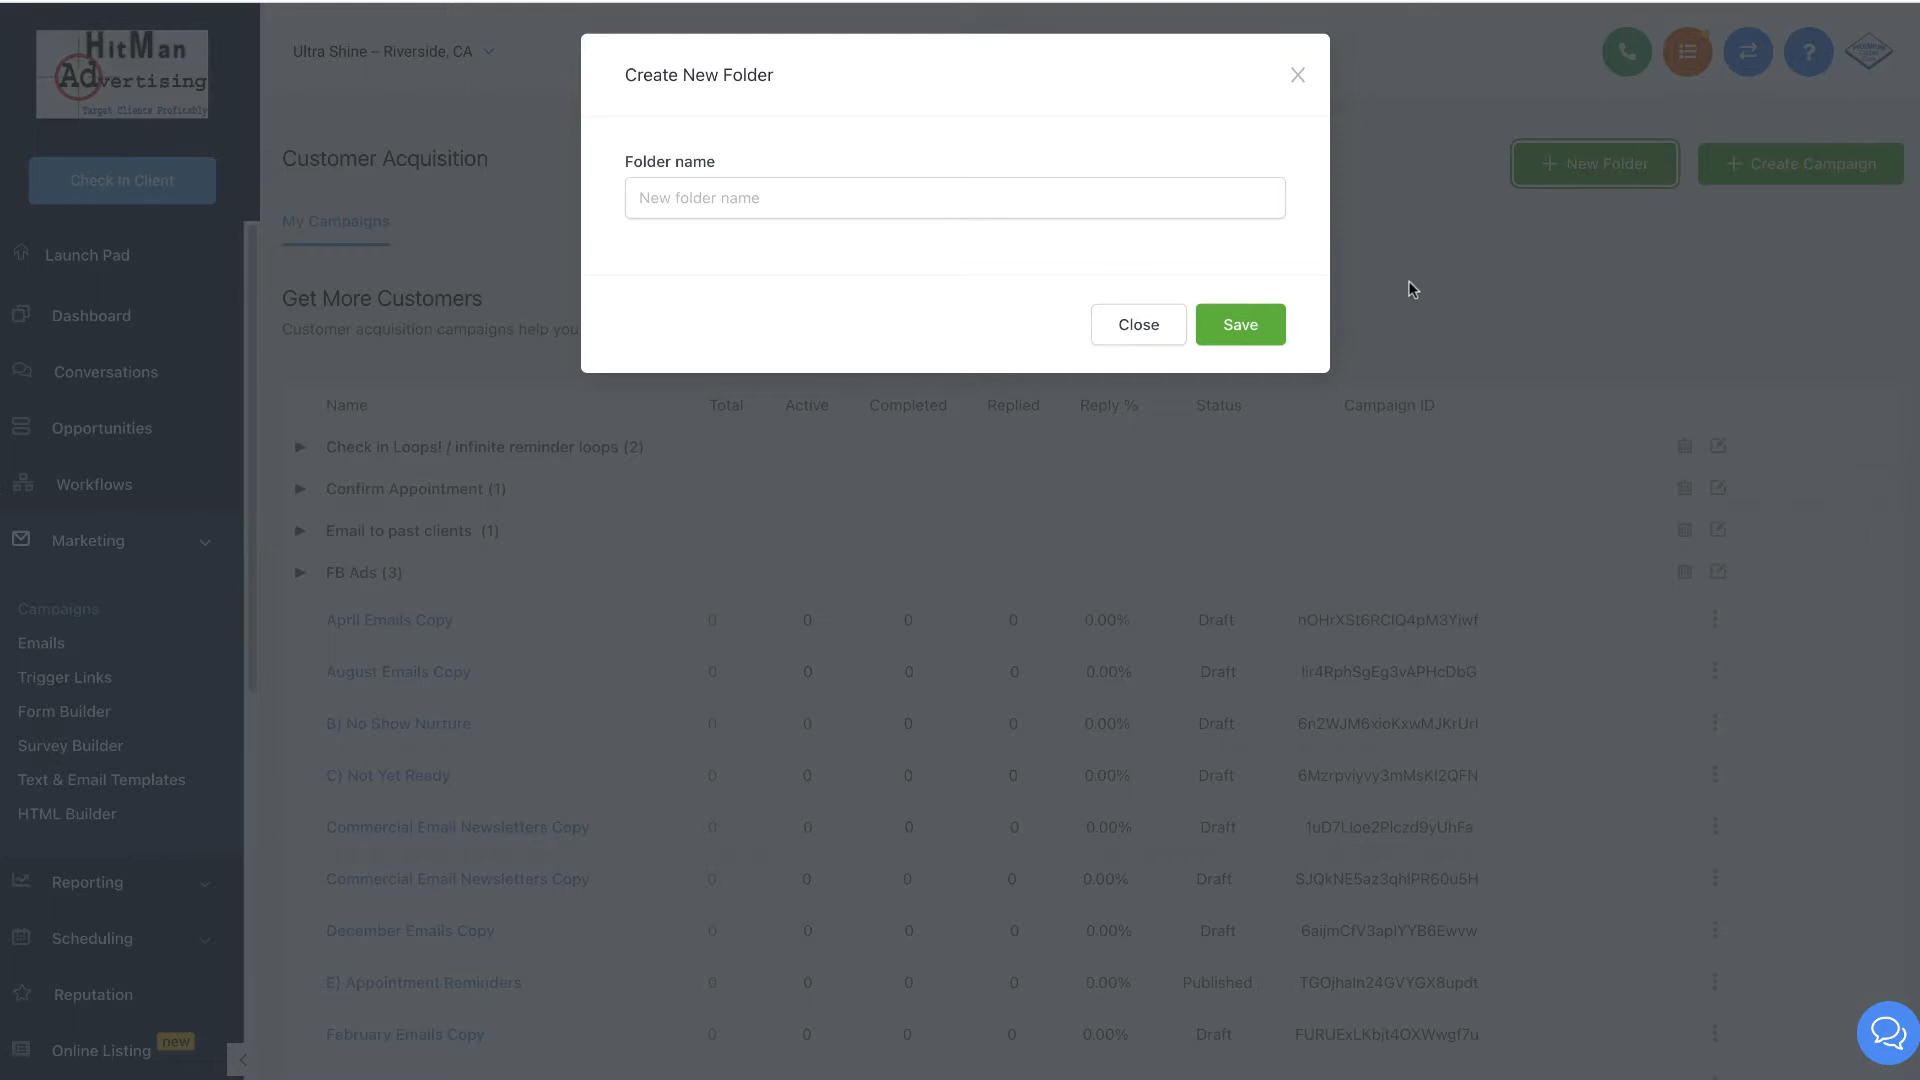 HitMan
Advertising
Target Clients Profitably
Ultra Shine – Riverside, CA
Check In Client
Launch Pad
Dashboard
Conversations
Opportunities
Workflows
Marketing
Campaigns
Emails
Trigger Links
Form Builder
Survey Builder
Text & Email Templates
HTML Builder
Reporting
Scheduling
Reputation
Online Listing new
Create New Folder
Folder name
New folder name
Close Save
Customer Acquisition
+ New Folder
+ Create Campaign
My Campaigns
Get More Customers
Customer acquisition campaigns help you
Name Total Active Completed Replied Reply % Status Campaign ID
Check in Loops! / infinite reminder loops (2)
Confirm Appointment (1)
Email to past clients (1)
FB Ads (3)
April Emails Copy 0 0 0 0 0.00% Draft nOHrXSt6RCIQ4pM3Yiwf
August Emails Copy 0 0 0 0 0.00% Draft Iir4RphSgEg3vAPHcDbG
B) No Show Nurture 0 0 0 0 0.00% Draft 6n2WJM6xioKxwMJKrUrI
C) Not Yet Ready 0 0 0 0 0.00% Draft 6Mzrpviyvy3mMsKI2QFN
Commercial Email Newsletters Copy 0 0 0 0 0.00% Draft 1uD7LIoe2Plczd9yUhFa
Commercial Email Newsletters Copy 0 0 0 0 0.00% Draft SJQkNE5az3qhIPR60u5H
December Emails Copy 0 0 0 0 0.00% Draft 6aijmCfV3apIYYB6Ewvw
E) Appointment Reminders 0 0 0 0 0.00% Published TGOjhaIn24GVYGX8updt
February Emails Copy 0 0 0 0 0.00% Draft FURUExLKbjt4OXWwgf7u